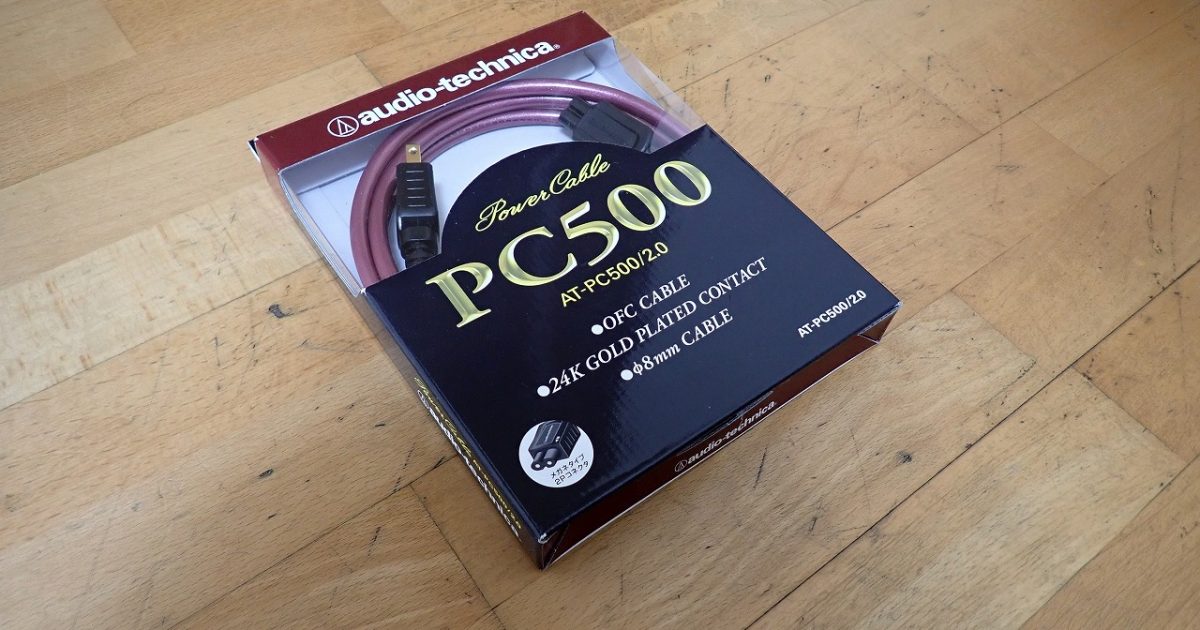 audio-technica®
Power Cable
PC500
AT-PC500/2.0
●OFC CABLE
●24K GOLD PLATED CONTACT
●φ8mm CABLE
AT-PC500/2.0
メガネタイプ
2Pコネクタ
audio-technica